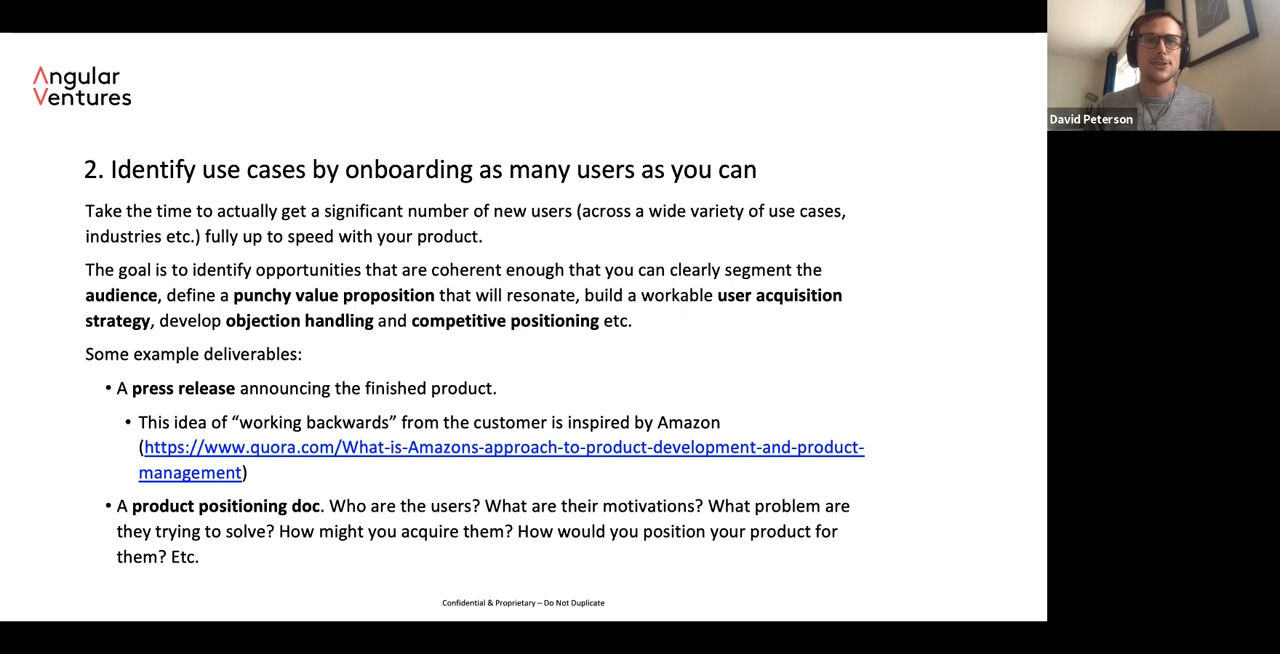 Angular
Ventures
David Peterson
2. Identify use cases by onboarding as many users as you can
Take the time to actually get a significant number of new users (across a wide variety of use cases,
industries etc.) fully up to speed with your product.
The goal is to identify opportunities that are coherent enough that you can clearly segment the
audience, define a punchy value proposition that will resonate, build a workable user acquisition
strategy, develop objection handling and competitive positioning etc.
Some example deliverables:
• A press release announcing the finished product.
• This idea of “working backwards” from the customer is inspired by Amazon
(https://www.quora.com/What-is-Amazons-approach-to-product-development-and-product-
management)
• A product positioning doc. Who are the users? What are their motivations? What problem are
they trying to solve? How might you acquire them? How would you position your product for
them? Etc.
Confidential & Proprietary – Do Not Duplicate